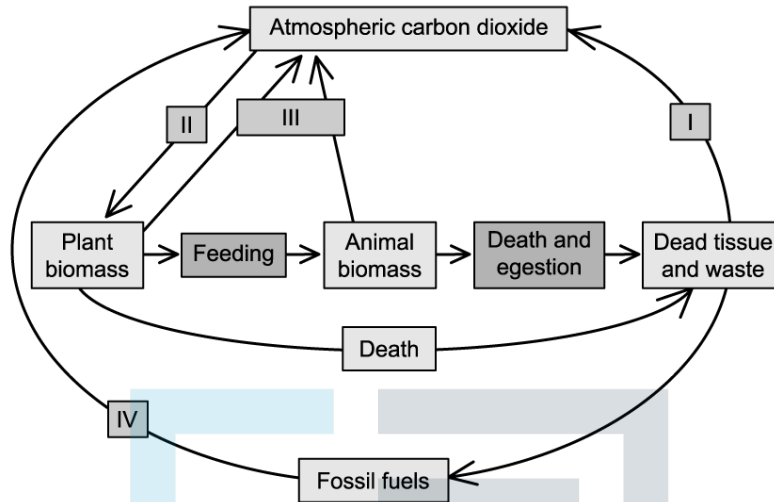 Atmospheric carbon dioxide
II
III
I
Plant
biomass
Feeding
Animal
biomass
Death and
egestion
Dead tissue
and waste
Death
IV
Fossil fuels